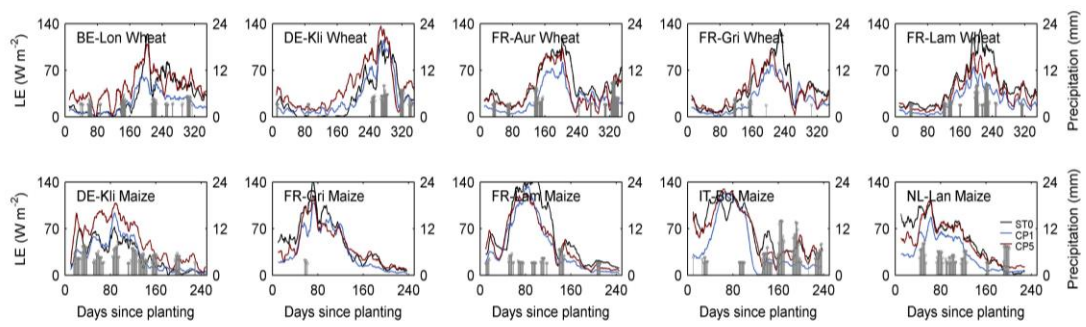 BE-Lon Wheat
DE-Kli Wheat
FR-Aur Wheat
FR-Gri Wheat
FR-Lam Wheat
LE (W m-2)
140 70 0
24 12 0
140 70 0
24 12 0
140 70 0
24 12 0
140 70 0
24 12 0
140 70 0
24 12 0
Precipitation (mm)
0 80 160 240 320
0 80 160 240 320
0 80 160 240 320
0 80 160 240 320
0 80 160 240 320
DE-Kli Maize
FR-Gri Maize
FR-Lam Maize
IT-Bci Maize
NL-Lan Maize
LE (W m-2)
140 70 0
24 12 0
140 70 0
24 12 0
140 70 0
24 12 0
140 70 0
24 12 0
140 70 0
24 12 0
Precipitation (mm)
ST0
CP1
CP5
0 80 160 240
0 80 160 240
0 80 160 240
0 80 160 240
0 80 160 240
Days since planting
Days since planting
Days since planting
Days since planting
Days since planting